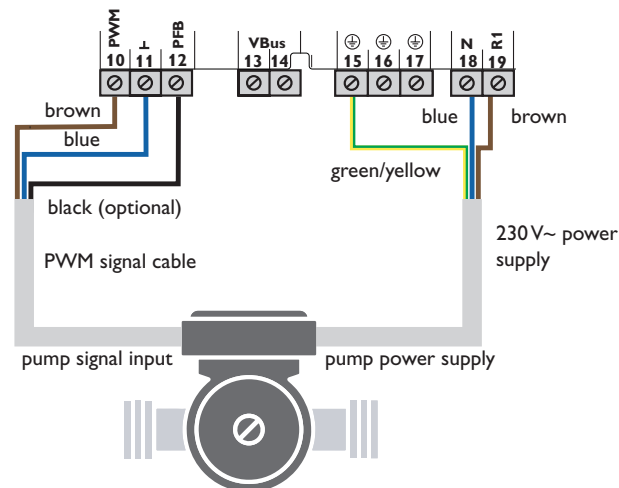 PWM ⊥ PFB VBus N R1
10 11 12 13 14 15 16 17 18 19
brown
blue
blue
brown
green/yellow
black (optional)
230 V~ power
supply
PWM signal cable
pump signal input
pump power supply